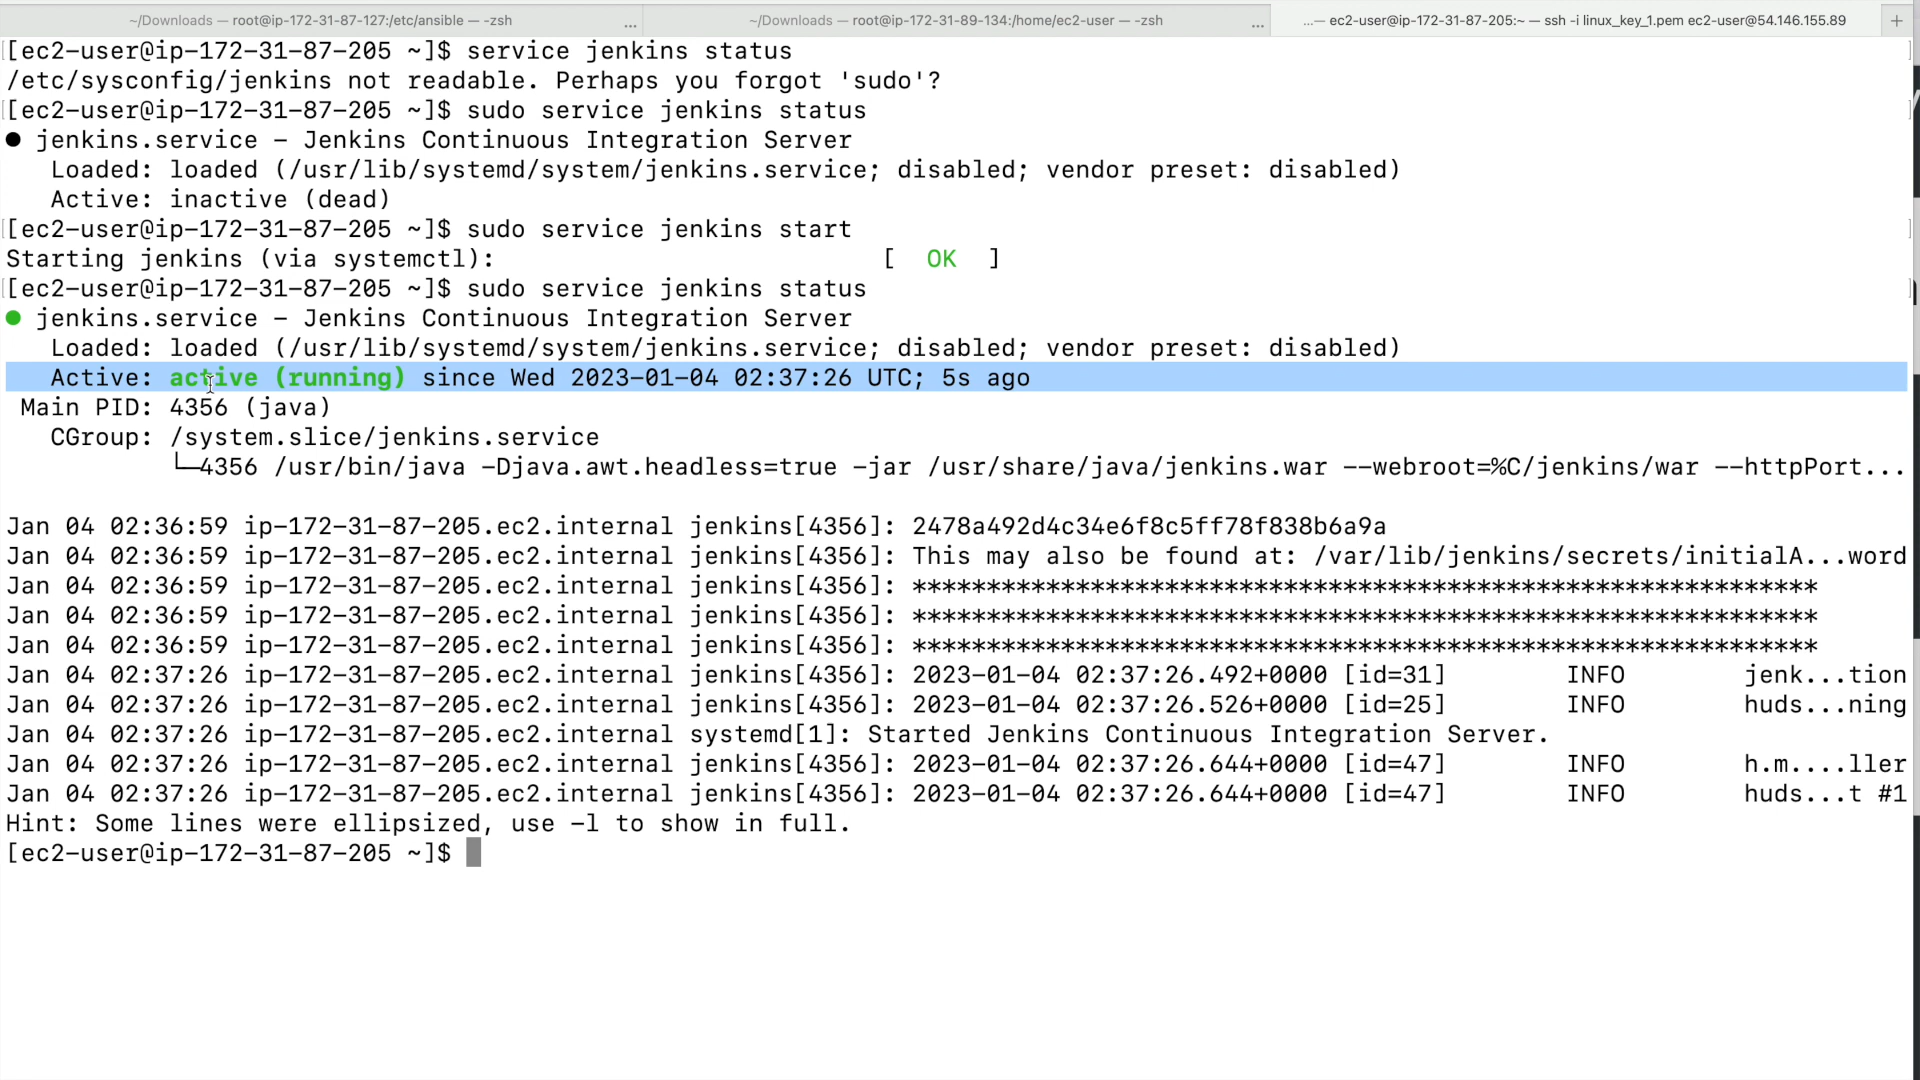 ~/Downloads — root@ip-172-31-87-127:/etc/ansible — -zsh ... ~/Downloads — root@ip-172-31-89-134:/home/ec2-user — -zsh ... ...— ec2-user@ip-172-31-87-205:~ — ssh -i linux_key_1.pem ec2-user@54.146.155.89 +
[ec2-user@ip-172-31-87-205 ~]$ service jenkins status
/etc/sysconfig/jenkins not readable. Perhaps you forgot 'sudo'?
[ec2-user@ip-172-31-87-205 ~]$ sudo service jenkins status
● jenkins.service – Jenkins Continuous Integration Server
   Loaded: loaded (/usr/lib/systemd/system/jenkins.service; disabled; vendor preset: disabled)
   Active: inactive (dead)
[ec2-user@ip-172-31-87-205 ~]$ sudo service jenkins start
Starting jenkins (via systemctl):                          [  OK  ]
[ec2-user@ip-172-31-87-205 ~]$ sudo service jenkins status
● jenkins.service – Jenkins Continuous Integration Server
   Loaded: loaded (/usr/lib/systemd/system/jenkins.service; disabled; vendor preset: disabled)
   Active: active (running) since Wed 2023-01-04 02:37:26 UTC; 5s ago
 Main PID: 4356 (java)
   CGroup: /system.slice/jenkins.service
           └─4356 /usr/bin/java -Djava.awt.headless=true -jar /usr/share/java/jenkins.war --webroot=%C/jenkins/war --httpPort...
Jan 04 02:36:59 ip-172-31-87-205.ec2.internal jenkins[4356]: 2478a492d4c34e6f8c5ff78f838b6a9a
Jan 04 02:36:59 ip-172-31-87-205.ec2.internal jenkins[4356]: This may also be found at: /var/lib/jenkins/secrets/initialA...word
Jan 04 02:36:59 ip-172-31-87-205.ec2.internal jenkins[4356]: *************************************************************
Jan 04 02:36:59 ip-172-31-87-205.ec2.internal jenkins[4356]: *************************************************************
Jan 04 02:36:59 ip-172-31-87-205.ec2.internal jenkins[4356]: *************************************************************
Jan 04 02:37:26 ip-172-31-87-205.ec2.internal jenkins[4356]: 2023-01-04 02:37:26.492+0000 [id=31]        INFO        jenk...tion
Jan 04 02:37:26 ip-172-31-87-205.ec2.internal jenkins[4356]: 2023-01-04 02:37:26.526+0000 [id=25]        INFO        huds...ning
Jan 04 02:37:26 ip-172-31-87-205.ec2.internal systemd[1]: Started Jenkins Continuous Integration Server.
Jan 04 02:37:26 ip-172-31-87-205.ec2.internal jenkins[4356]: 2023-01-04 02:37:26.644+0000 [id=47]        INFO        h.m....ller
Jan 04 02:37:26 ip-172-31-87-205.ec2.internal jenkins[4356]: 2023-01-04 02:37:26.644+0000 [id=47]        INFO        huds...t #1
Hint: Some lines were ellipsized, use -l to show in full.
[ec2-user@ip-172-31-87-205 ~]$